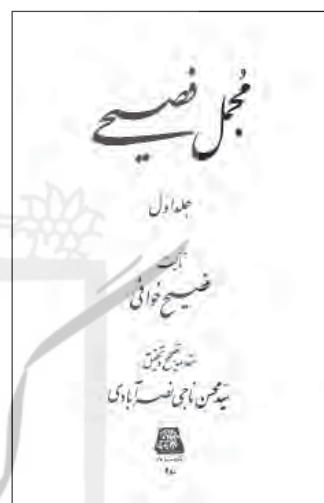 مجمل فصیحی
جلد اول
تألیف
فصیح خوافی
مقدمه، تصحیح و تحقیق
سید محسن ناجی نصرآبادی